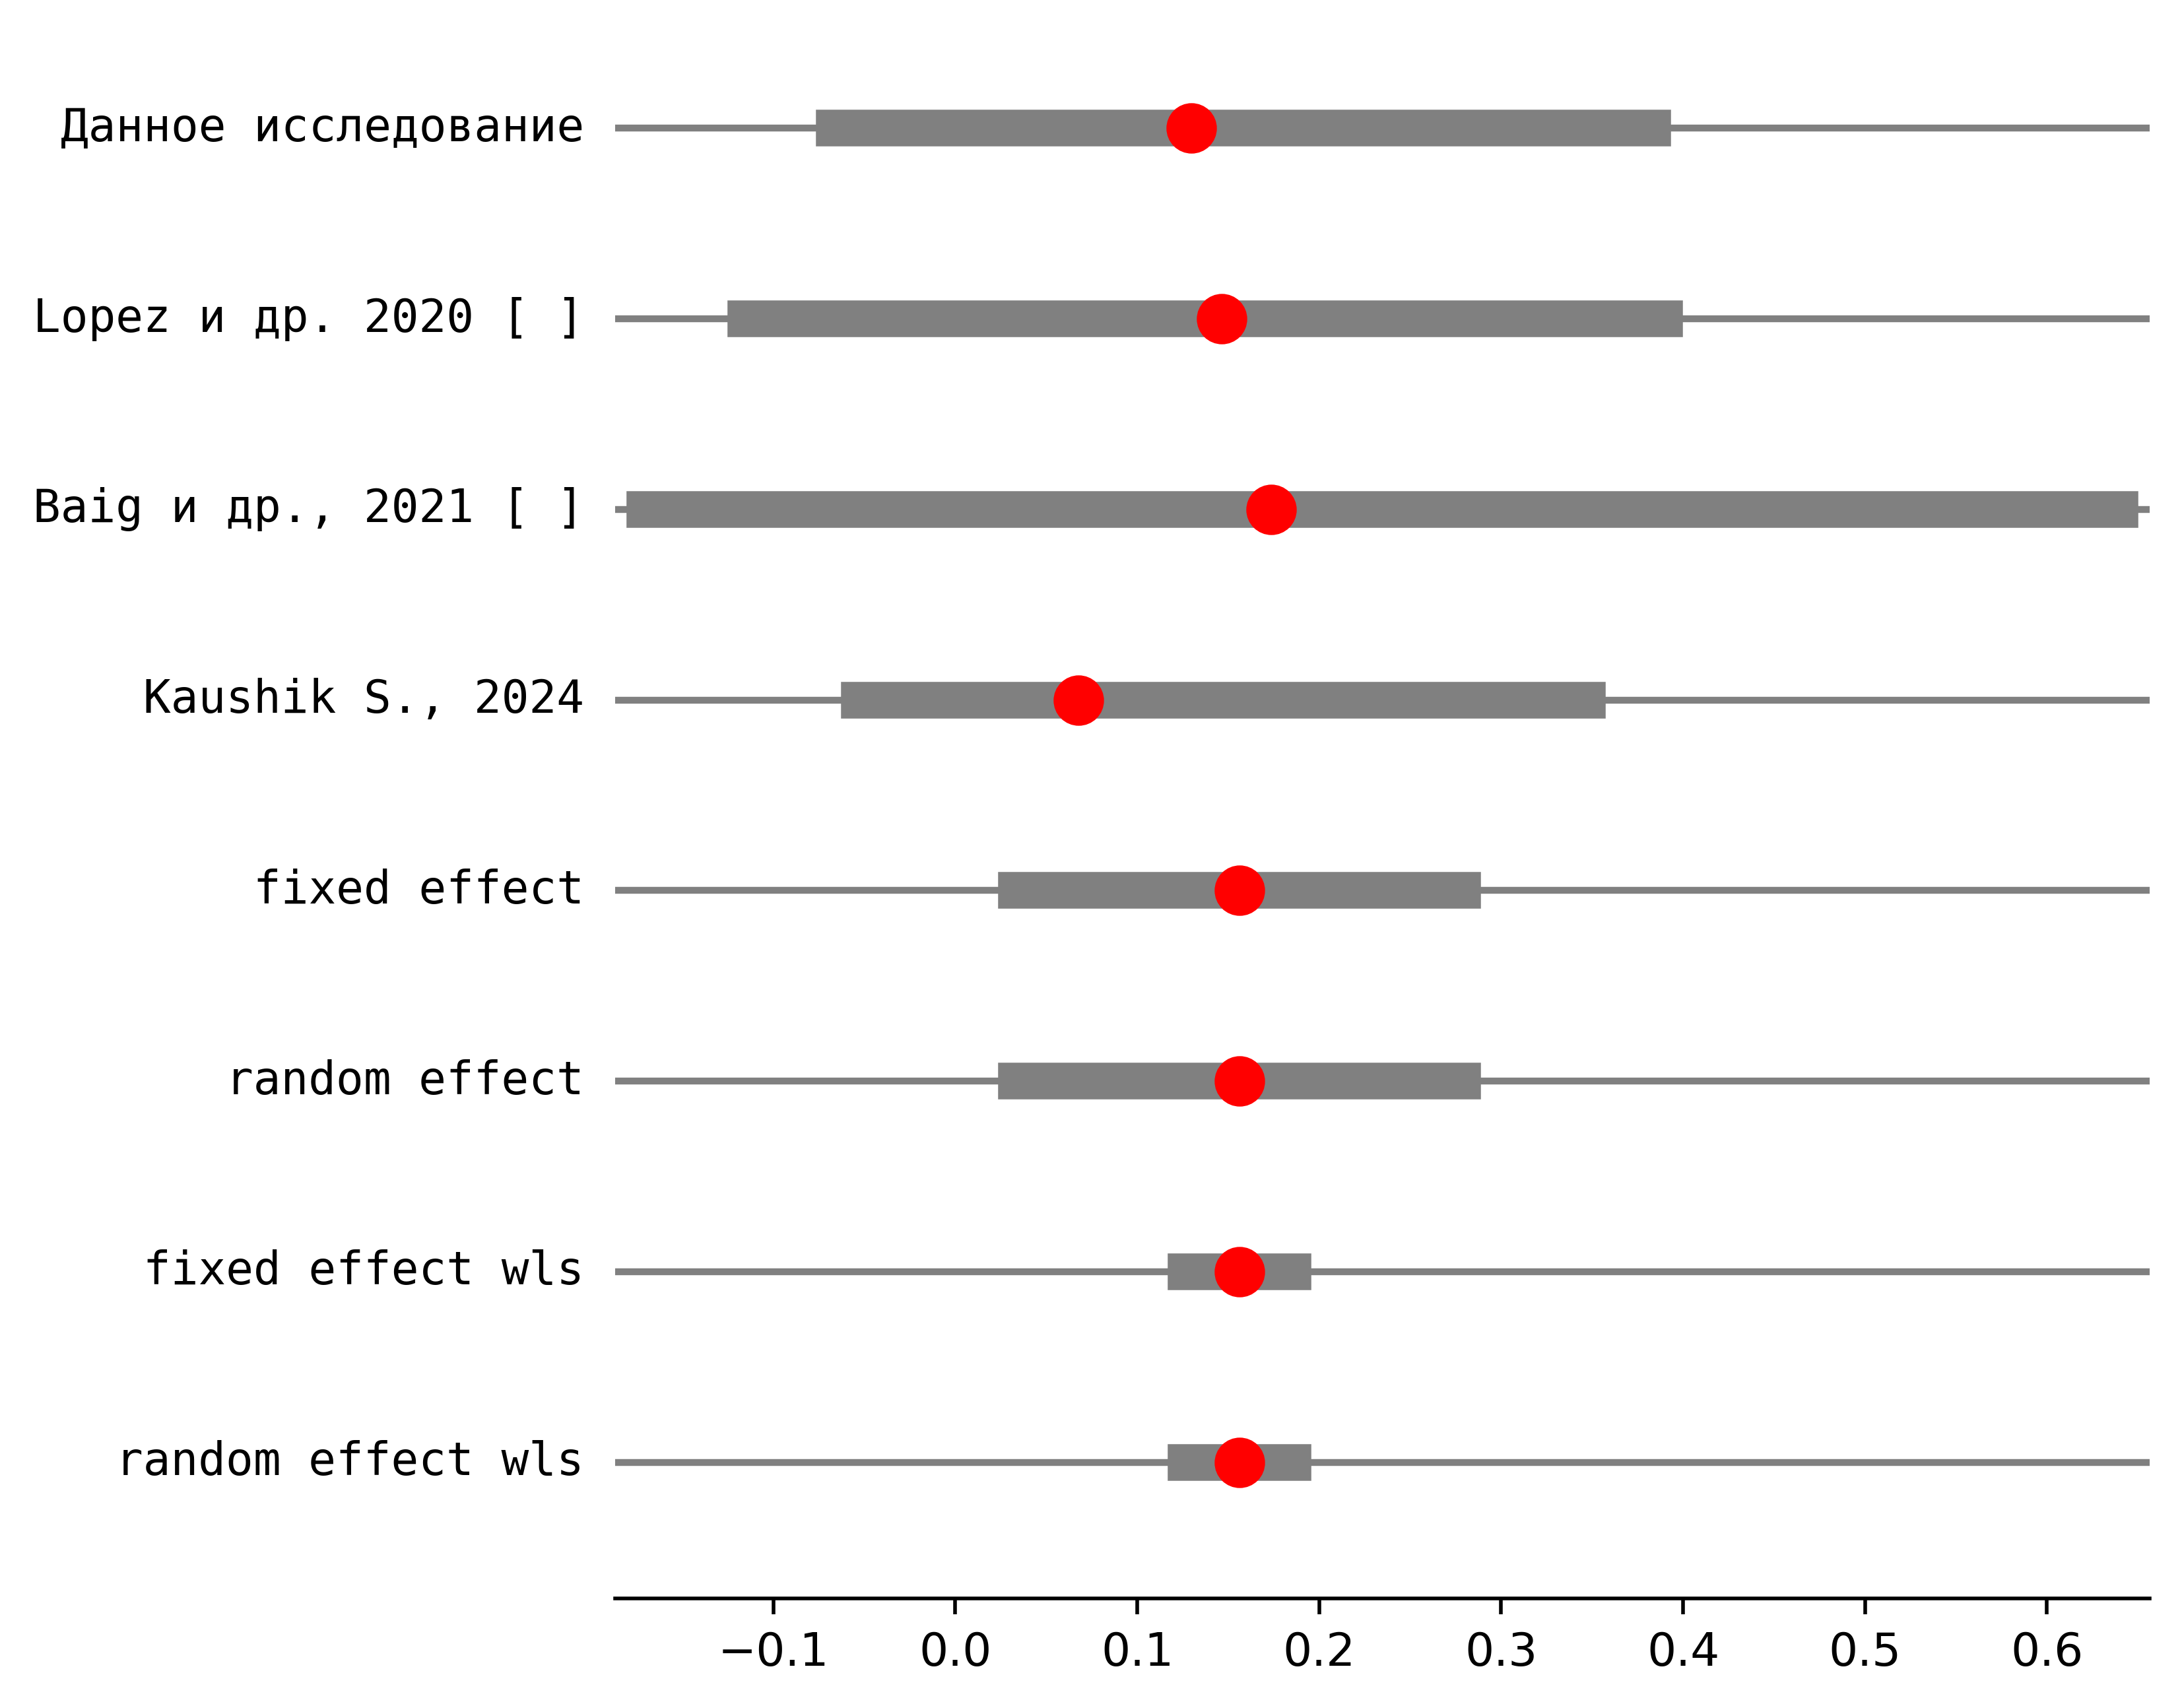 Данное исследование
Lopez и др. 2020 [ ]
Baig и др., 2021 [ ]
Kaushik S., 2024
fixed effect
random effect
fixed effect wls
random effect wls
−0.1 0.0 0.1 0.2 0.3 0.4 0.5 0.6